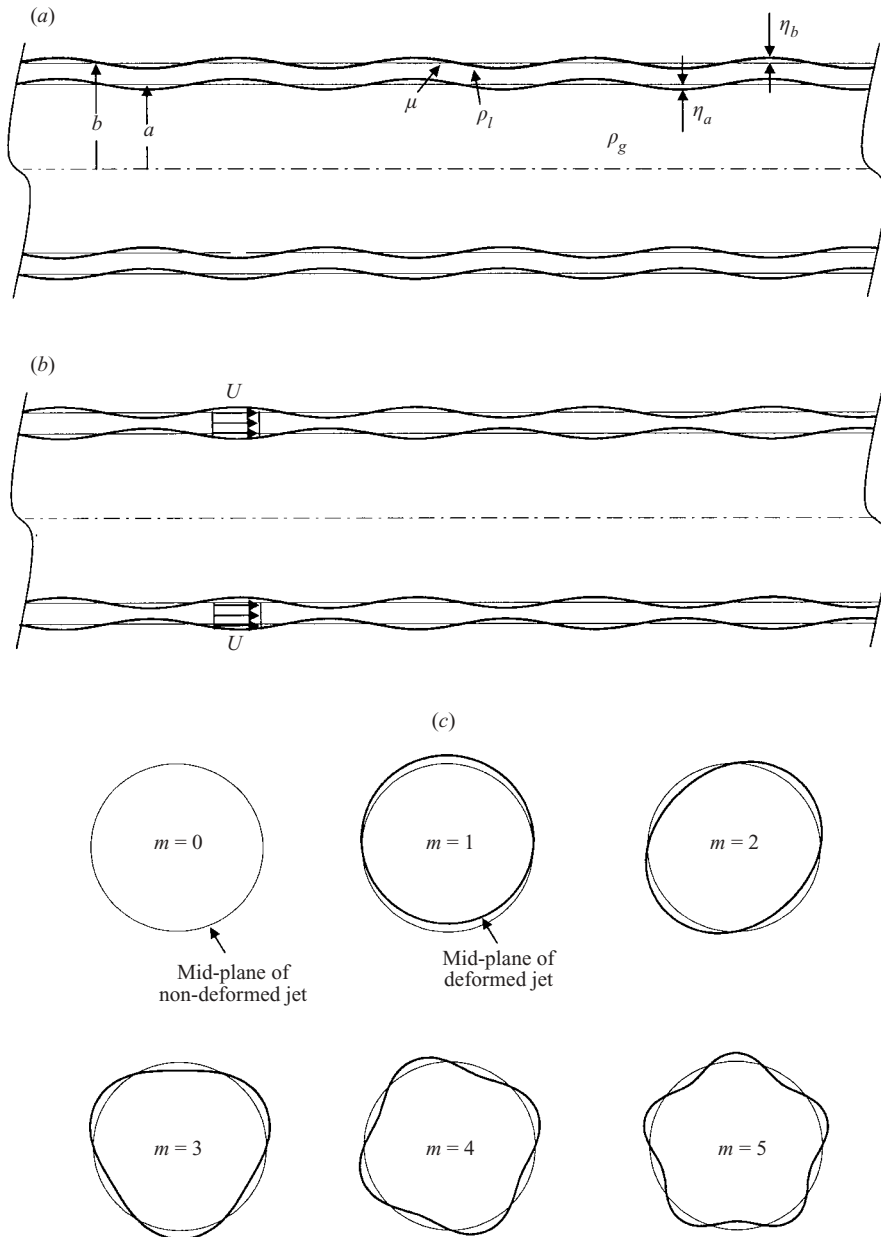 (a)
η_b
b
a
μ
ρ_l
η_a
ρ_g
(b)
U
U
(c)
m = 0
m = 1
m = 2
Mid-plane of
non-deformed jet
Mid-plane of
deformed jet
m = 3
m = 4
m = 5